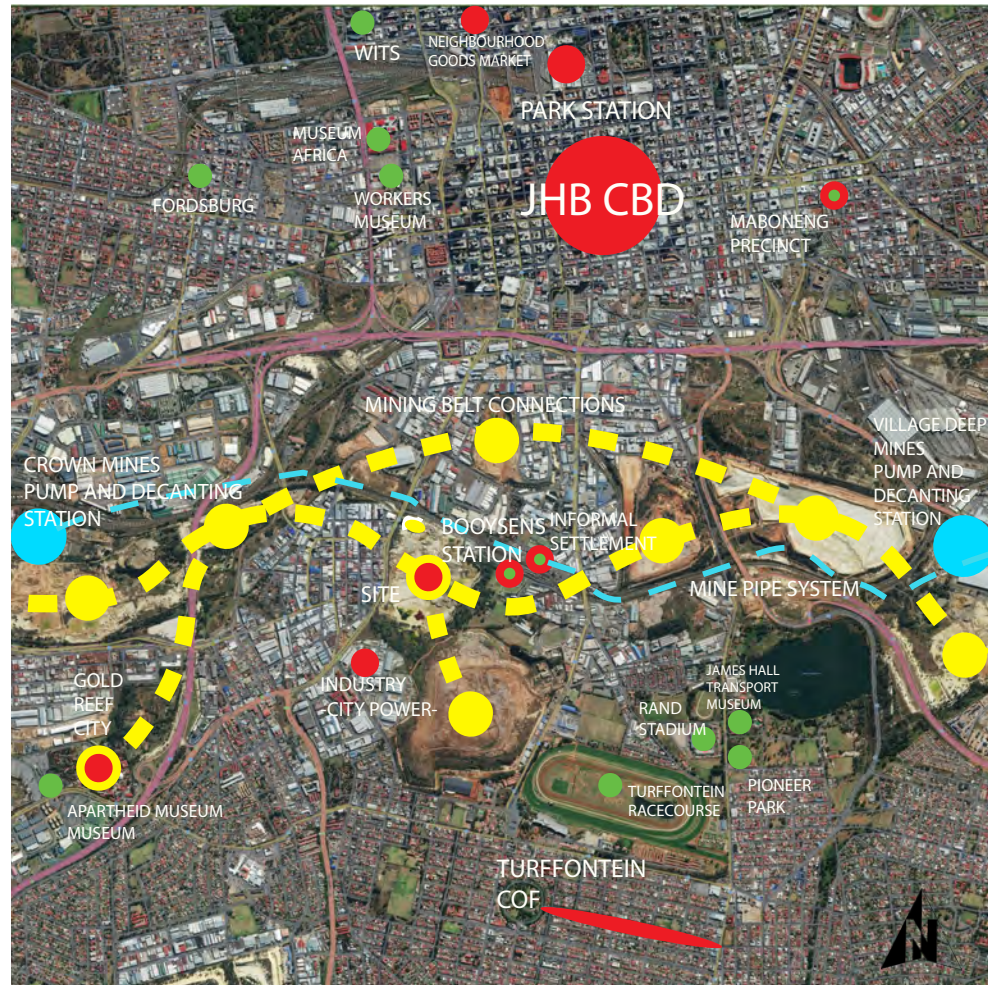 WITS
NEIGHBOURHOOD
GOODS MARKET
PARK STATION
MUSEUM
AFRICA
FORDSBURG
WORKERS
MUSEUM
JHB CBD
MABONENG
PRECINCT
MINING BELT CONNECTIONS
VILLAGE DEEP
MINES
PUMP AND
DECANTING
STATION
CROWN MINES
PUMP AND DECANTING
STATION
BOOYSENS
STATION
INFORMAL
SETTLEMENT
SITE
MINE PIPE SYSTEM
GOLD
REEF
CITY
INDUSTRY
-CITY POWER-
JAMES HALL
TRANSPORT
MUSEUM
RAND
STADIUM
APARTHEID MUSEUM
MUSEUM
TURFFONTEIN
RACECOURSE
PIONEER
PARK
TURFFONTEIN
COF
N